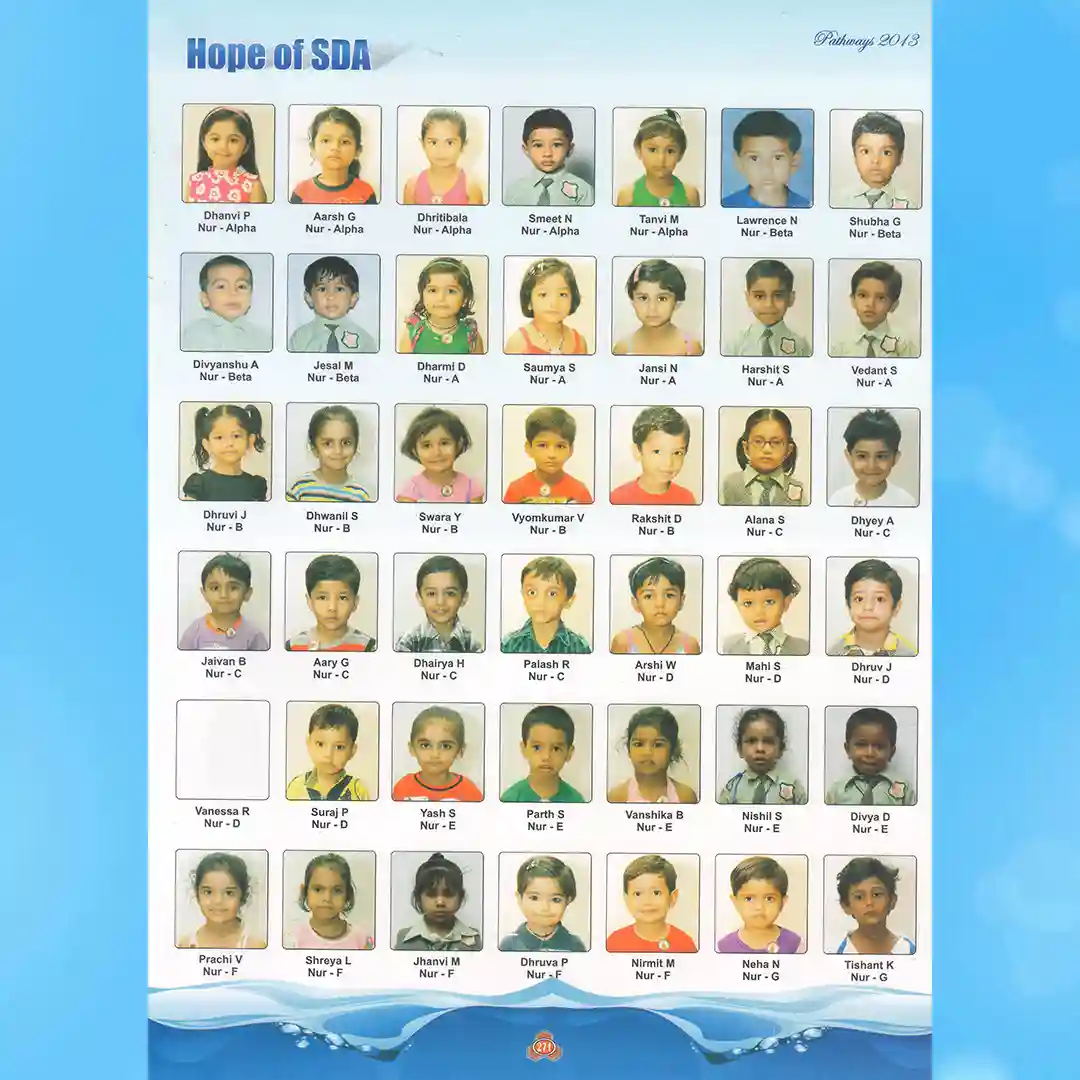 Hope of SDA
Pathways 2013
Dhanvi P
Nur - Alpha
Aarsh G
Nur - Alpha
Dhritibala
Nur - Alpha
Smeet N
Nur - Alpha
Tanvi M
Nur - Alpha
Lawrence N
Nur - Beta
Shubha G
Nur - Beta
Divyanshu A
Nur - Beta
Jesal M
Nur - Beta
Dharmi D
Nur - A
Saumya S
Nur - A
Jansi N
Nur - A
Harshit S
Nur - A
Vedant S
Nur - A
Dhruvi J
Nur - B
Dhwanil S
Nur - B
Swara Y
Nur - B
Vyomkumar V
Nur - B
Rakshit D
Nur - B
Alana S
Nur - C
Dhyey A
Nur - C
Jaivan B
Nur - C
Aary G
Nur - C
Dhairya H
Nur - C
Palash R
Nur - C
Arshi W
Nur - D
Mahi S
Nur - D
Dhruv J
Nur - D
Vanessa R
Nur - D
Suraj P
Nur - D
Yash S
Nur - E
Parth S
Nur - E
Vanshika B
Nur - E
Nishil S
Nur - E
Divya D
Nur - E
Prachi V
Nur - F
Shreya L
Nur - F
Jhanvi M
Nur - F
Dhruva P
Nur - F
Nirmit M
Nur - F
Neha N
Nur - G
Tishant K
Nur - G
271